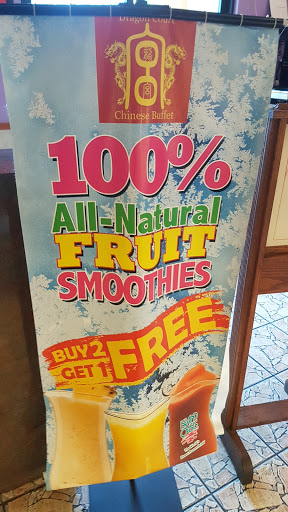 Dragon Court
Chinese Buffet
100%
All-Natural
FRUIT
SMOOTHIES
BUY 2
GET 1
FREE